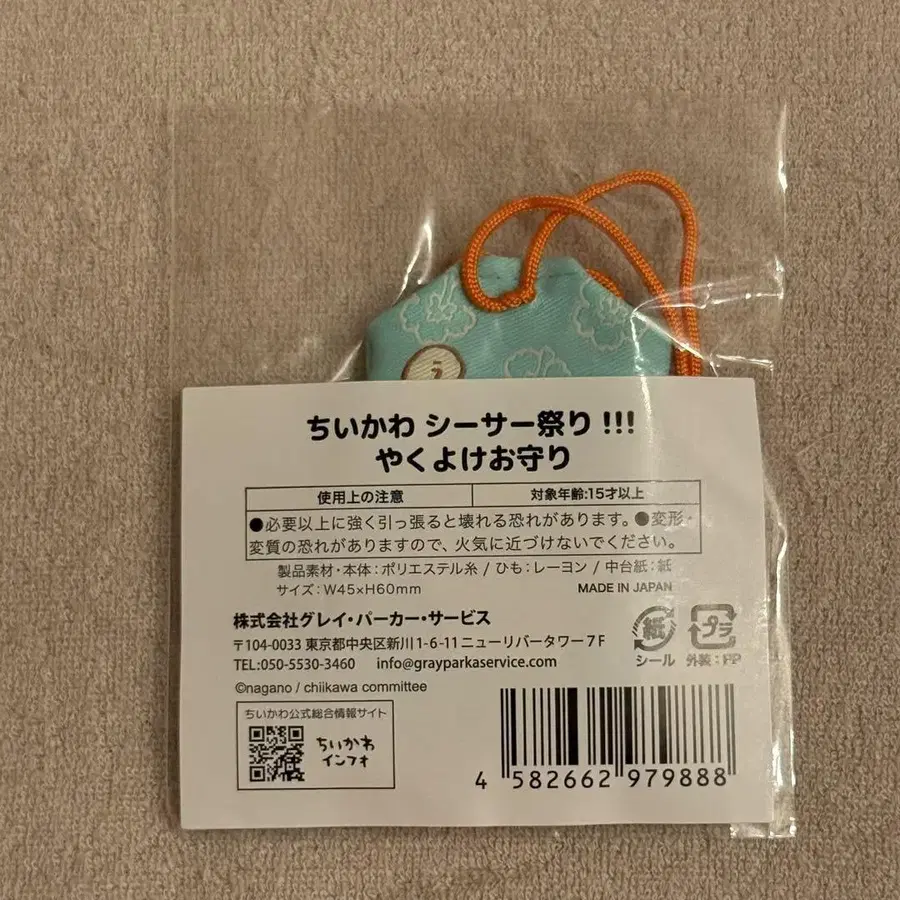 う
ちいかわ シーサー祭り !!!
やくよけお守り
使用上の注意 対象年齢:15才以上
●必要以上に強く引っ張ると壊れる恐れがあります。●変形・
変質の恐れがありますので、火気に近づけないでください。
製品素材・本体:ポリエステル糸 / ひも:レーヨン / 中台紙:紙
サイズ:W45×H60mm MADE IN JAPAN
株式会社グレイ・パーカー・サービス
〒104-0033 東京都中央区新川1-6-11 ニューリバータワー7F
TEL:050-5530-3460 info@grayparkaservice.com
紙 プラ
シール 外装:PP
©nagano / chiikawa committee
ちいかわ公式総合情報サイト
ちいかわ
インフォ
4 582662 979888